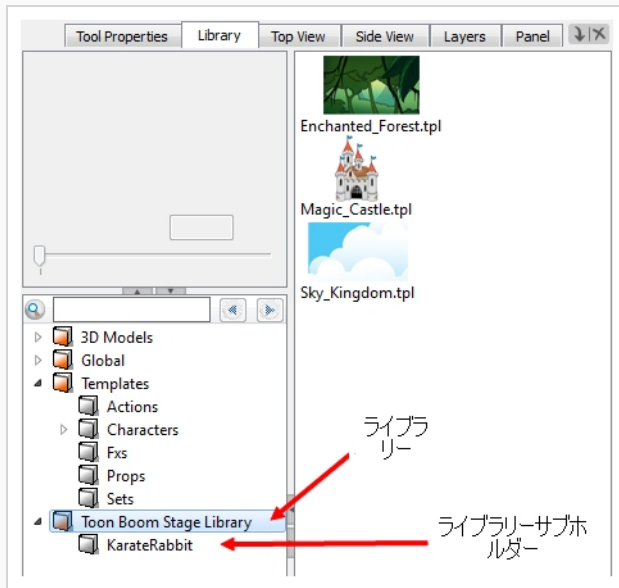 Tool Properties
Library
Top View
Side View
Layers
Panel
Enchanted_Forest.tpl
Magic_Castle.tpl
Sky_Kingdom.tpl
3D Models
Global
Templates
Actions
Characters
Fxs
Props
Sets
Toon Boom Stage Library
KarateRabbit
ライブラ
リー
ライブラリーサブホ
ルダー